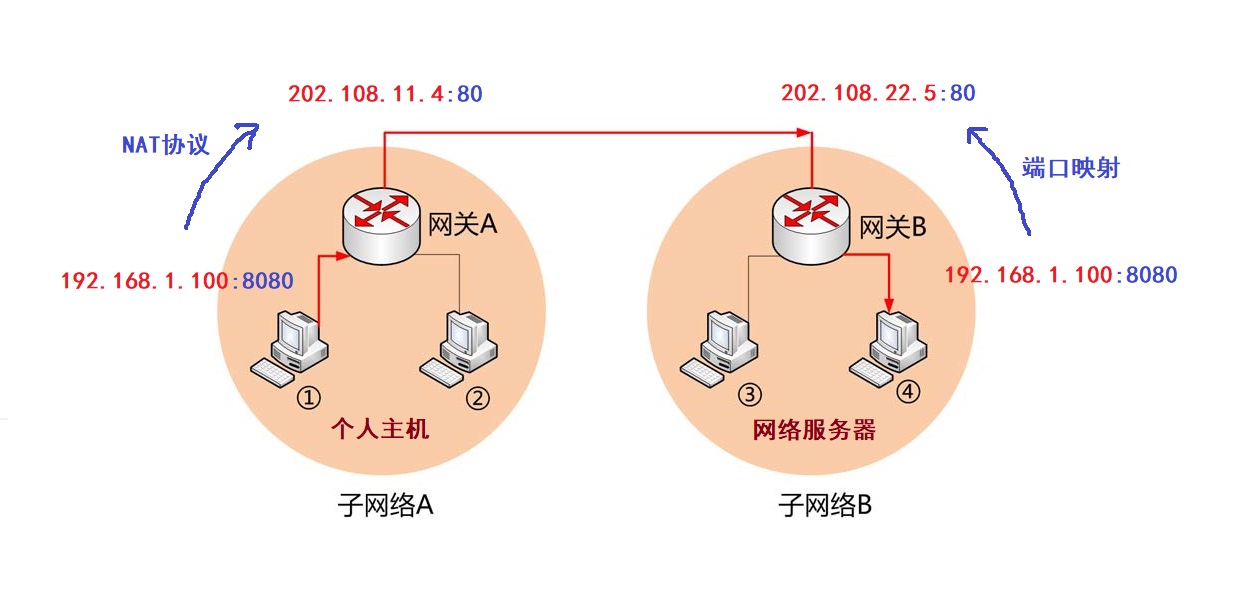 202.108.11.4:80
202.108.22.5:80
NAT协议
端口映射
网关A
网关B
192.168.1.100:8080
192.168.1.100:8080
①
②
③
④
个人主机
网络服务器
子网络A
子网络B